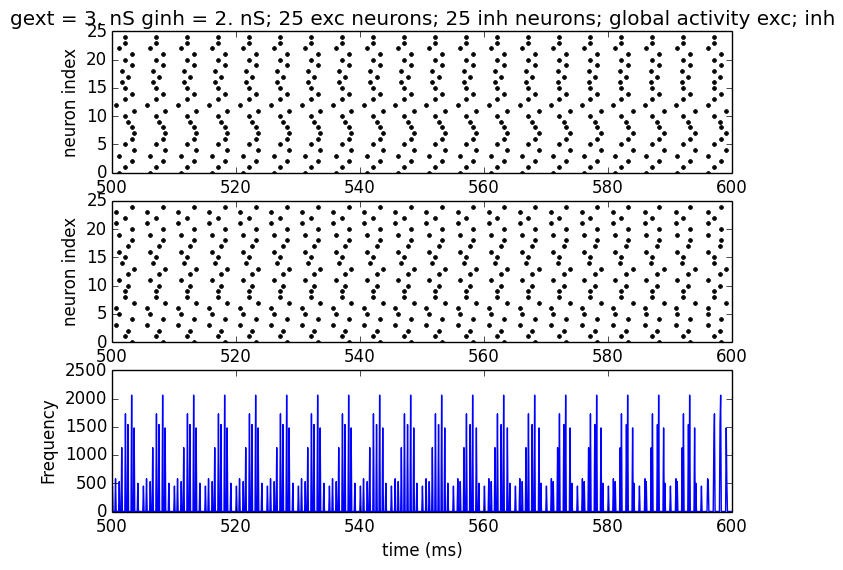 gext = 3. nS ginh = 2. nS; 25 exc neurons; 25 inh neurons; global activity exc; inh
25
20
15
10
5
0
neuron index
500 520 540 560 580 600
25
20
15
10
5
0
neuron index
500 520 540 560 580 600
2500
2000
1500
1000
500
0
Frequency
500 520 540 560 580 600
time (ms)